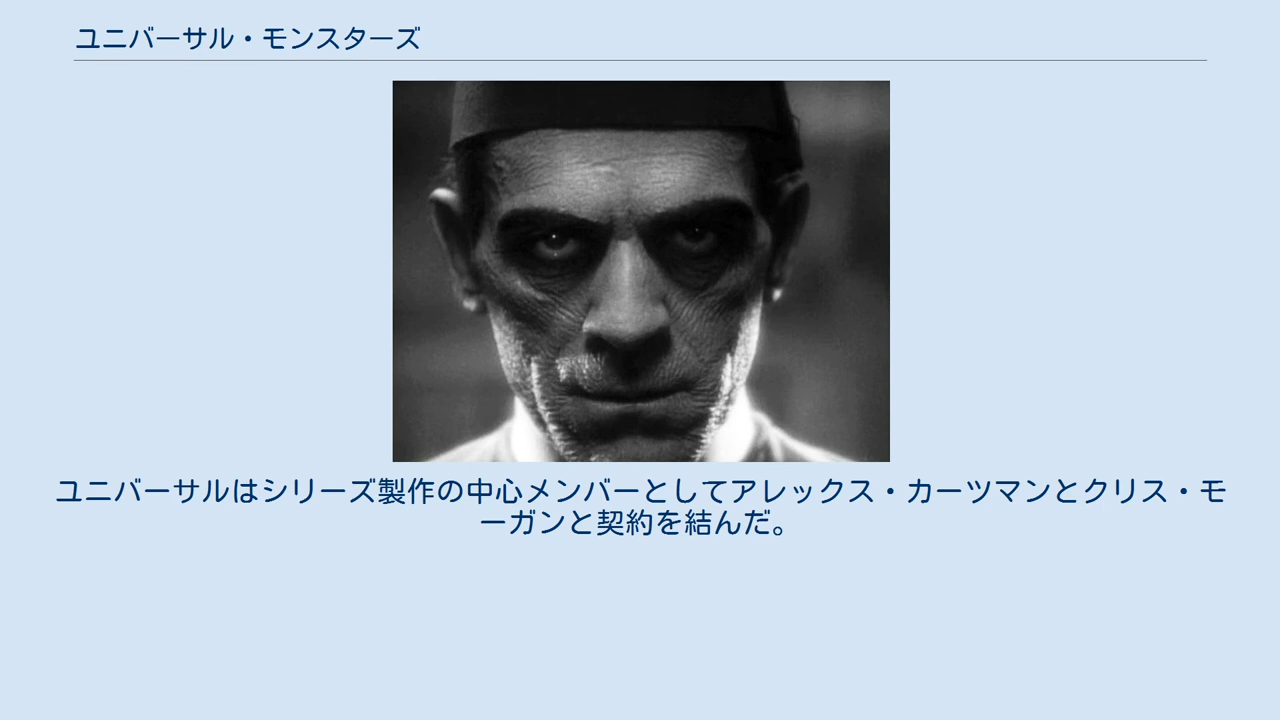 ユニバーサル・モンスターズ
ユニバーサルはシリーズ製作の中心メンバーとしてアレックス・カーツマンとクリス・モ
ーガンと契約を結んだ。